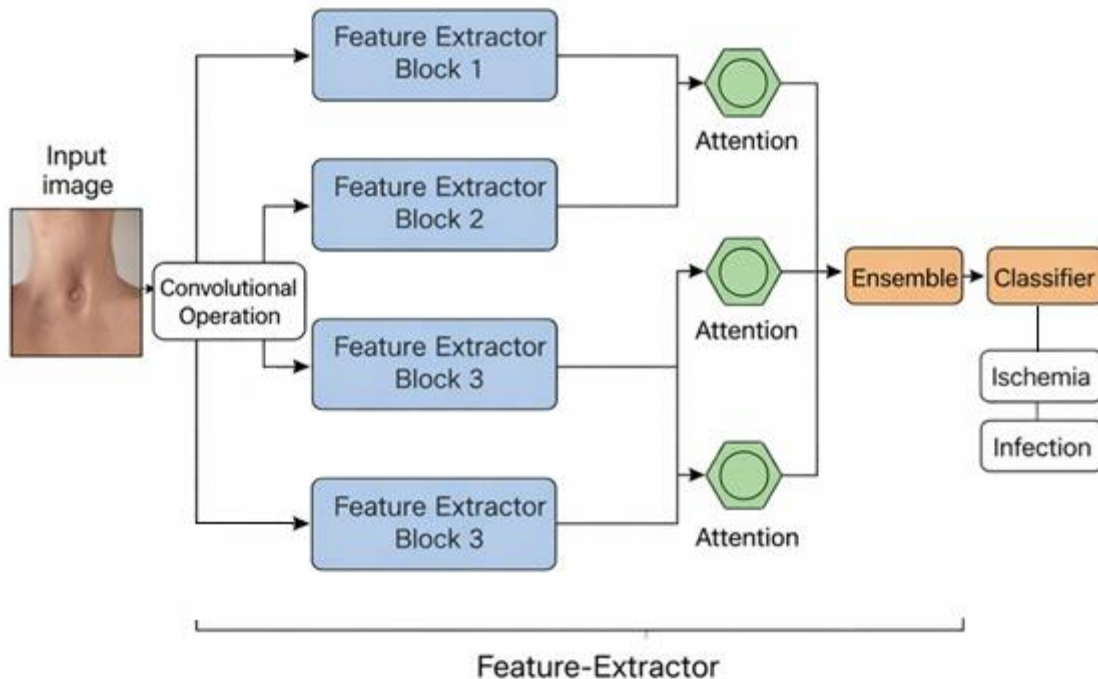 Input
image
Convolutional
Operation
Feature Extractor
Block 1
Feature Extractor
Block 2
Feature Extractor
Block 3
Feature Extractor
Block 3
Attention
Attention
Attention
Ensemble
Classifier
Ischemia
Infection
Feature-Extractor